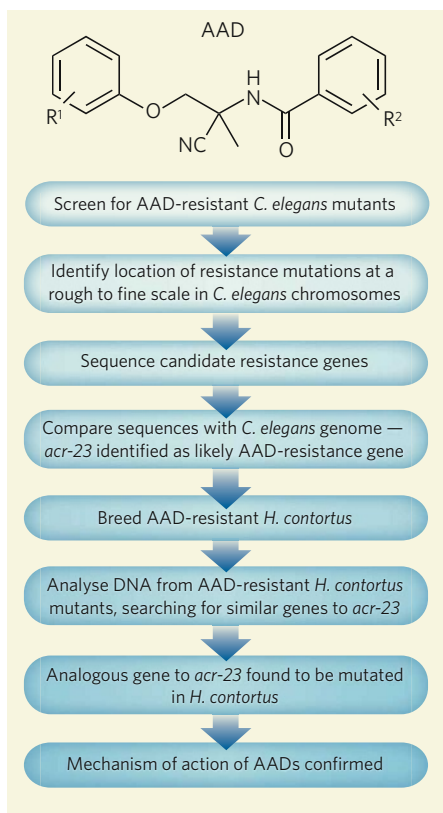 AAD
R¹
O
NC
H
N
O
R²
Screen for AAD-resistant C. elegans mutants
Identify location of resistance mutations at a
rough to fine scale in C. elegans chromosomes
Sequence candidate resistance genes
Compare sequences with C. elegans genome —
acr-23 identified as likely AAD-resistance gene
Breed AAD-resistant H. contortus
Analyse DNA from AAD-resistant H. contortus
mutants, searching for similar genes to acr-23
Analogous gene to acr-23 found to be mutated
in H. contortus
Mechanism of action of AADs confirmed